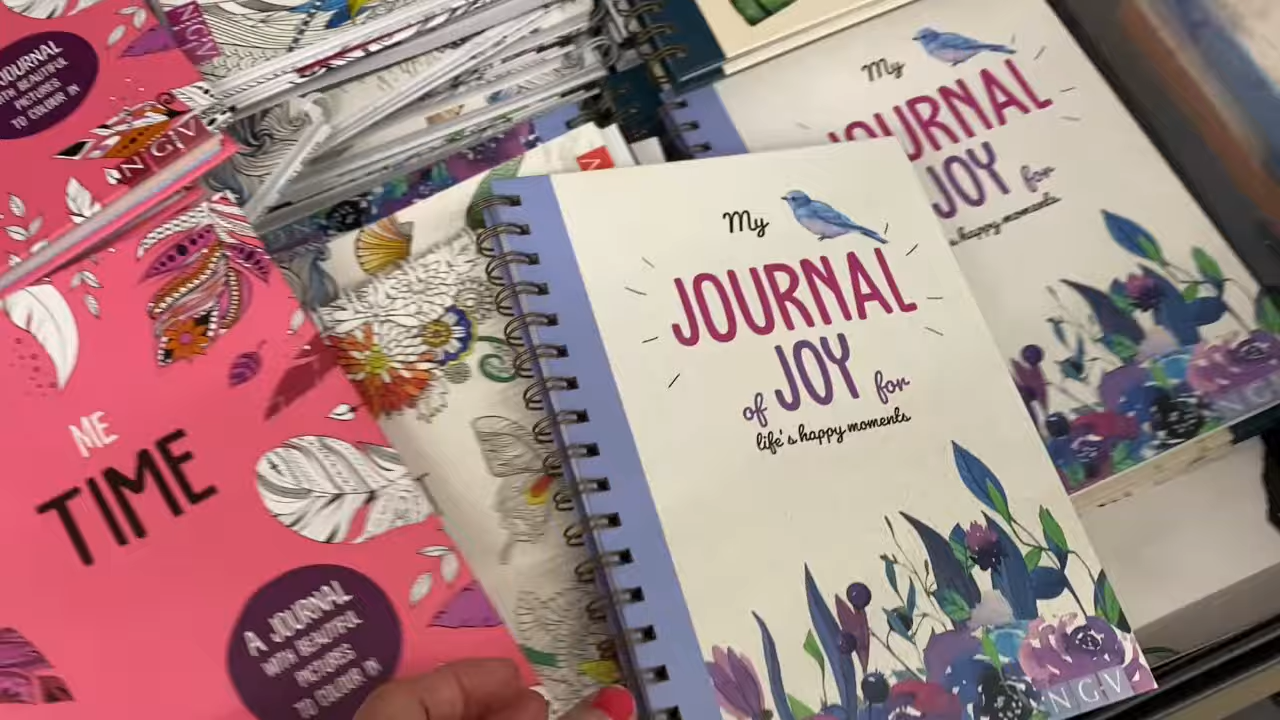 JOURNAL
WITH BEAUTIFUL
PICTURES
TO COLOUR IN
NGV
N G V
ME
TIME
A JOURNAL
WITH BEAUTIFUL
PICTURES
TO COLOUR IN
My
JOURNAL
of JOY for
life's happy moments
N·G·V
My
JOURNAL
JOY for
happy moments
NGV